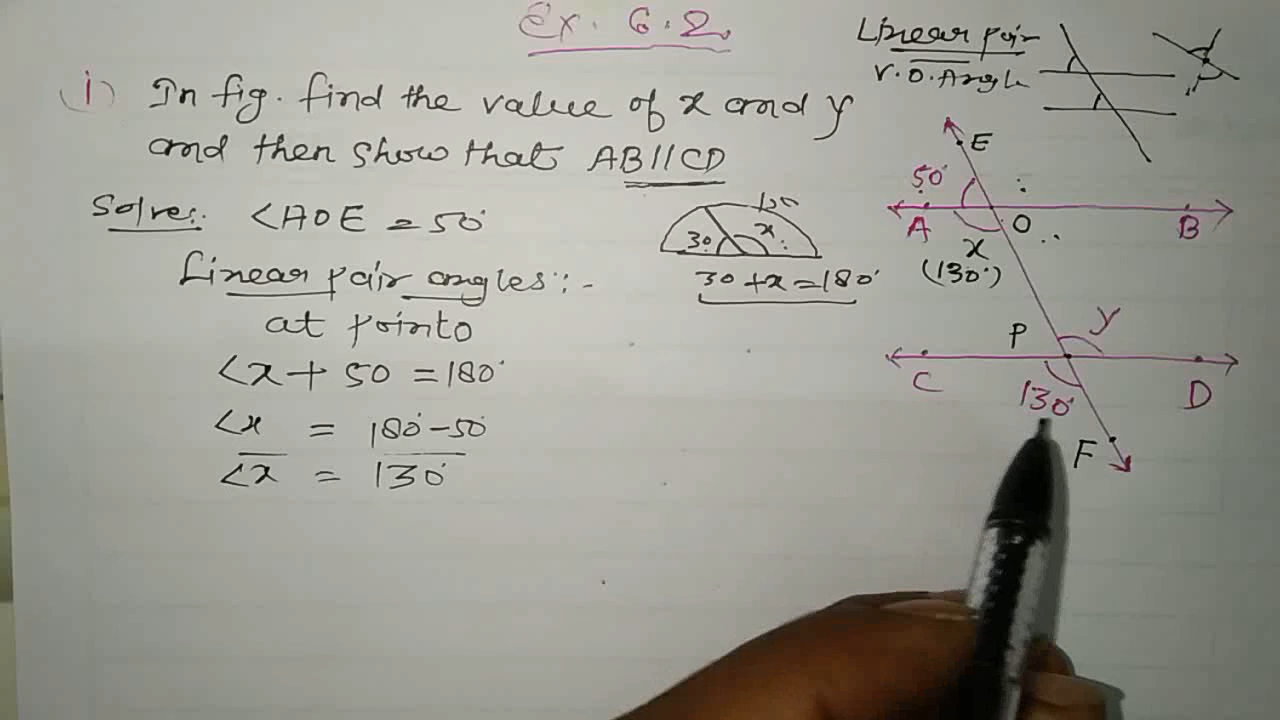 Ex. 6.2.
i) In fig. find the value of x and y
and then show that AB//CD
Solve:. <AOE = 50°
Linear pair angles:-
at point o
<x + 50 = 180°
<x = 180° - 50°
<x = 130°
150
30 x
30 + x = 180°
Linear pair
V.O. Angle
E
50°
A O B
x
(130°)
P y
C D
130°
F